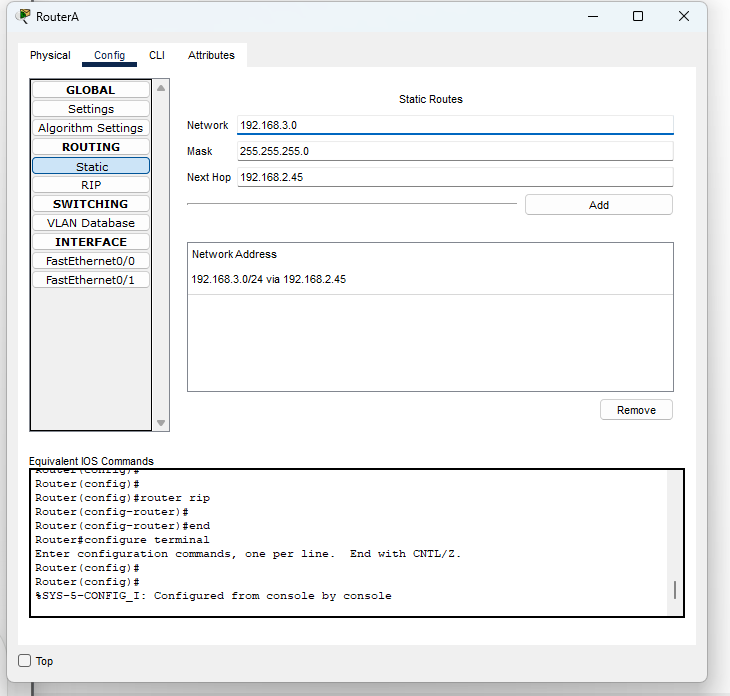 RouterA
Physical Config CLI Attributes
GLOBAL
Settings
Algorithm Settings
ROUTING
Static
RIP
SWITCHING
VLAN Database
INTERFACE
FastEthernet0/0
FastEthernet0/1
Static Routes
Network 192.168.3.0
Mask 255.255.255.0
Next Hop 192.168.2.45
Add
Network Address
192.168.3.0/24 via 192.168.2.45
Remove
Equivalent IOS Commands
Router(config)#
Router(config)#
Router(config)#router rip
Router(config-router)#
Router(config-router)#end
Router#configure terminal
Enter configuration commands, one per line.  End with CNTL/Z.
Router(config)#
Router(config)#
%SYS-5-CONFIG_I: Configured from console by console
Top